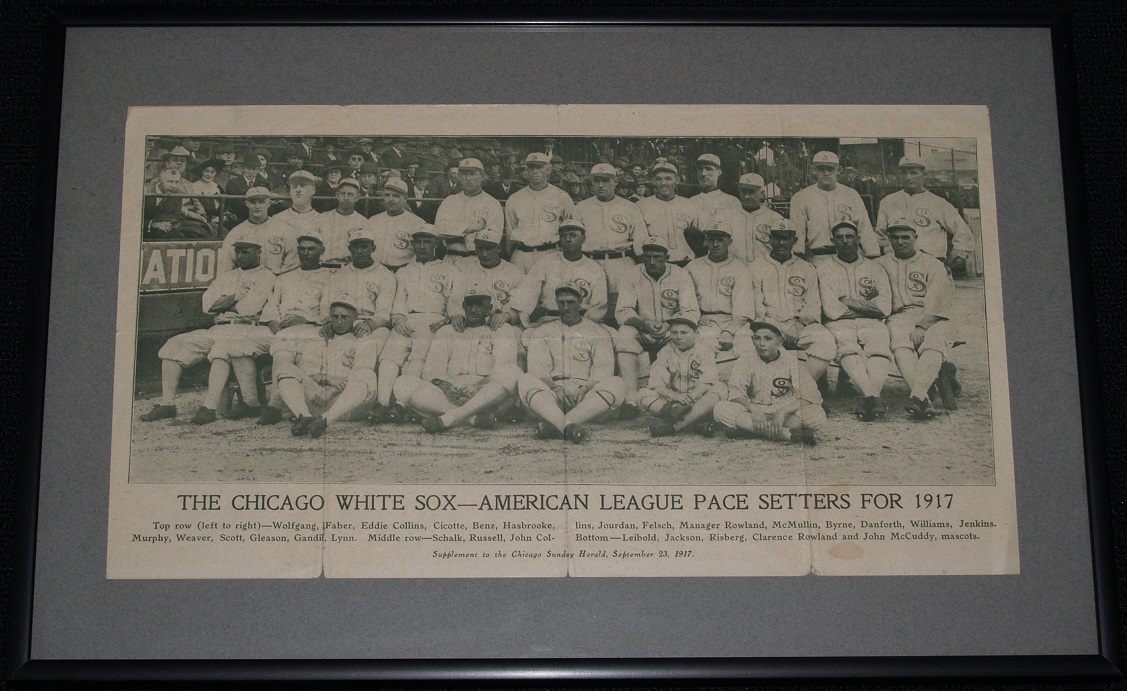 ATIO
THE CHICAGO WHITE SOX—AMERICAN LEAGUE PACE SETTERS FOR 1917
Top row (left to right)—Wolfgang, Faber, Eddie Collins, Cicotte, Benz, Hasbrooke,
Murphy, Weaver, Scott, Gleason, Gandil, Lynn. Middle row—Schalk, Russell, John Col-
lins, Jourdan, Felsch, Manager Rowland, McMullin, Byrne, Danforth, Williams, Jenkins.
Bottom—Leibold, Jackson, Risberg, Clarence Rowland and John McCuddy, mascots.
Supplement to the Chicago Sunday Herald, September 23, 1917.